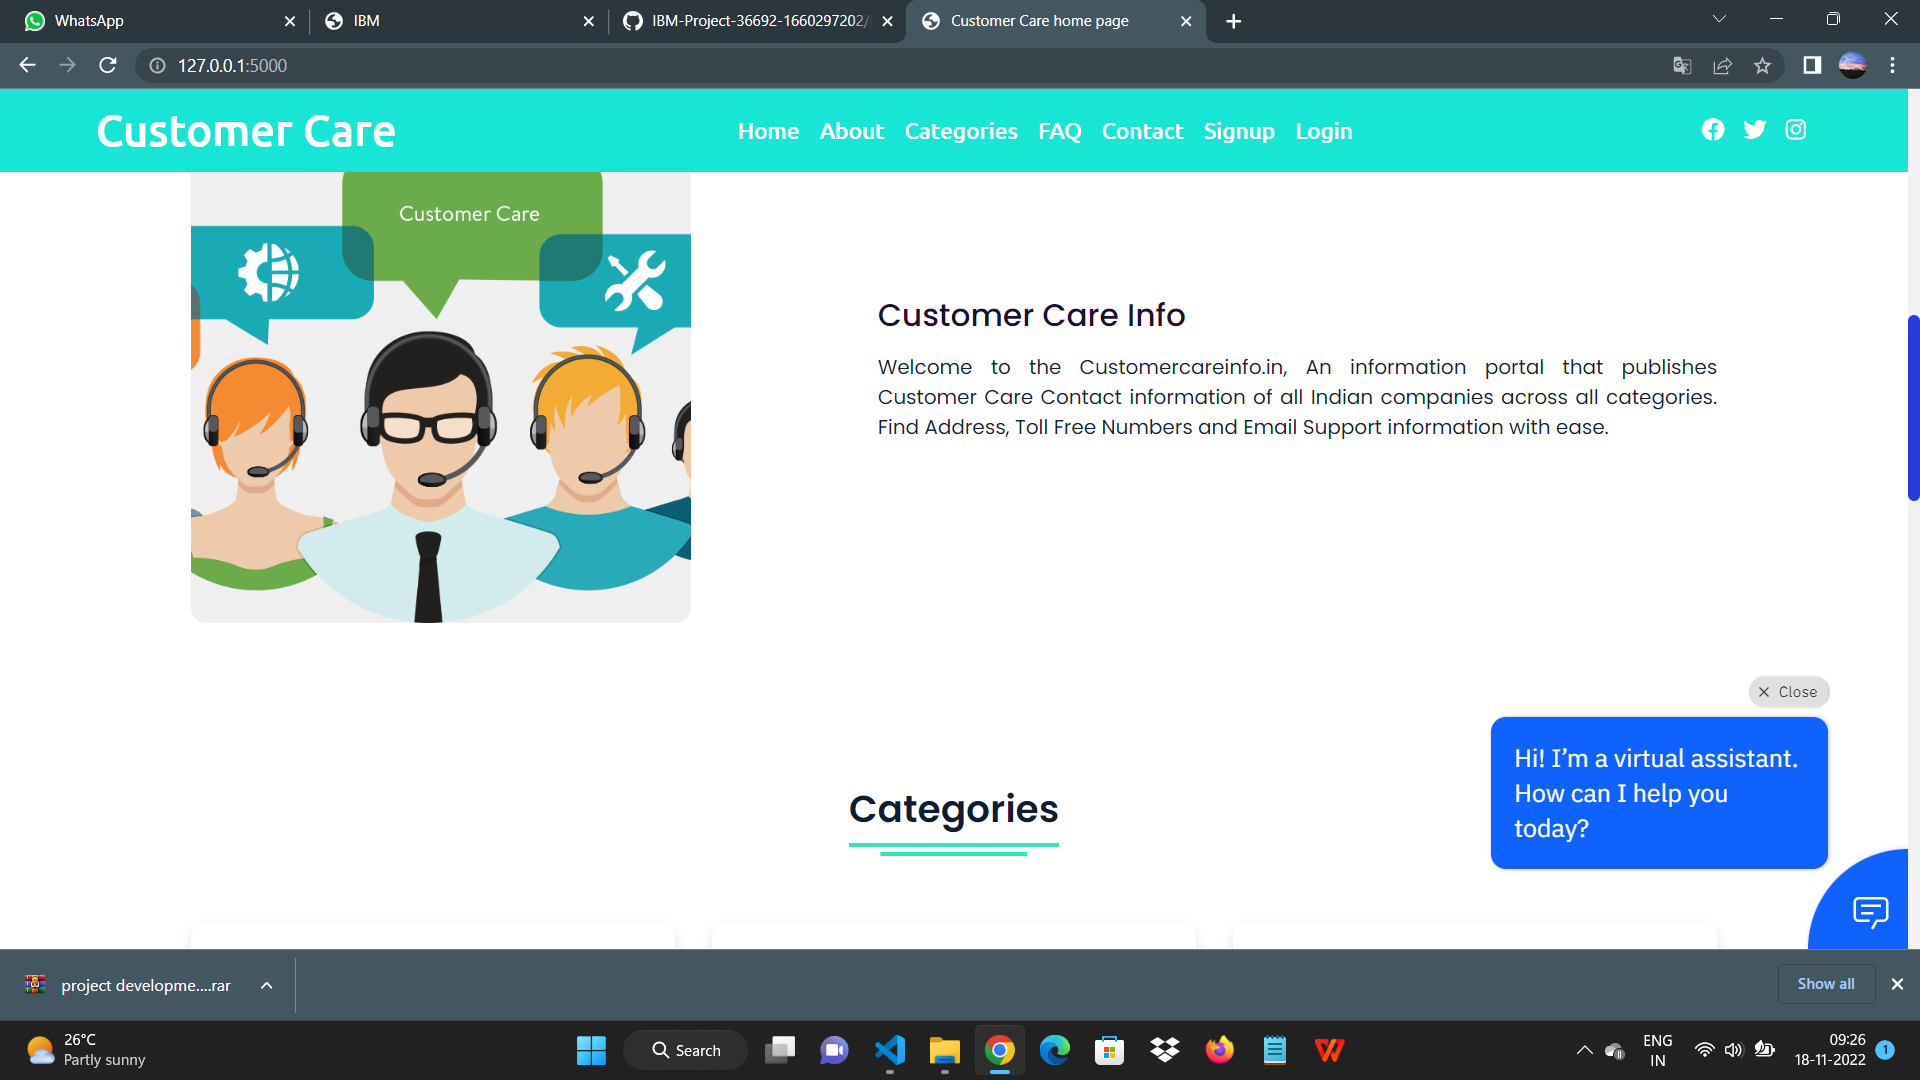 WhatsApp
IBM
IBM-Project-36692-1660297202/
Customer Care home page
127.0.0.1:5000
Customer Care
Home About Categories FAQ Contact Signup Login
Customer Care
Customer Care Info
Welcome to the Customercareinfo.in, An information portal that publishes
Customer Care Contact information of all Indian companies across all categories.
Find Address, Toll Free Numbers and Email Support information with ease.
Close
Hi! I’m a virtual assistant.
How can I help you
today?
Categories
project developme....rar
Show all
26°C
Partly sunny
Search
ENG
IN
09:26
18-11-2022
1